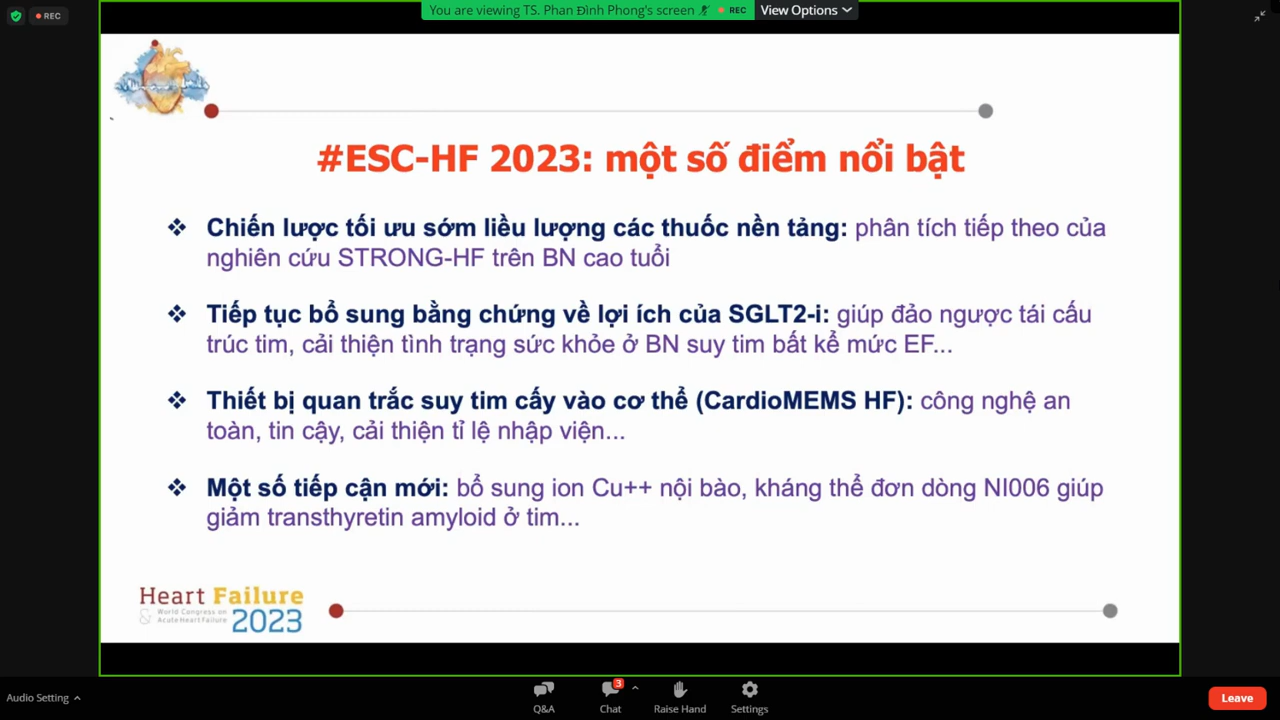 You are viewing TS. Phan Đình Phong's screen REC View Options
REC
#ESC-HF 2023: một số điểm nổi bật
❖ Chiến lược tối ưu sớm liều lượng các thuốc nền tảng: phân tích tiếp theo của
nghiên cứu STRONG-HF trên BN cao tuổi
❖ Tiếp tục bổ sung bằng chứng về lợi ích của SGLT2-i: giúp đảo ngược tái cấu
trúc tim, cải thiện tình trạng sức khỏe ở BN suy tim bất kể mức EF...
❖ Thiết bị quan trắc suy tim cấy vào cơ thể (CardioMEMS HF): công nghệ an
toàn, tin cậy, cải thiện tỉ lệ nhập viện...
❖ Một số tiếp cận mới: bổ sung ion Cu++ nội bào, kháng thể đơn dòng NI006 giúp
giảm transthyretin amyloid ở tim...
Heart Failure
& World Congress on
Acute Heart Failure
2023
Audio Setting
3
Q&A Chat Raise Hand Settings
Leave